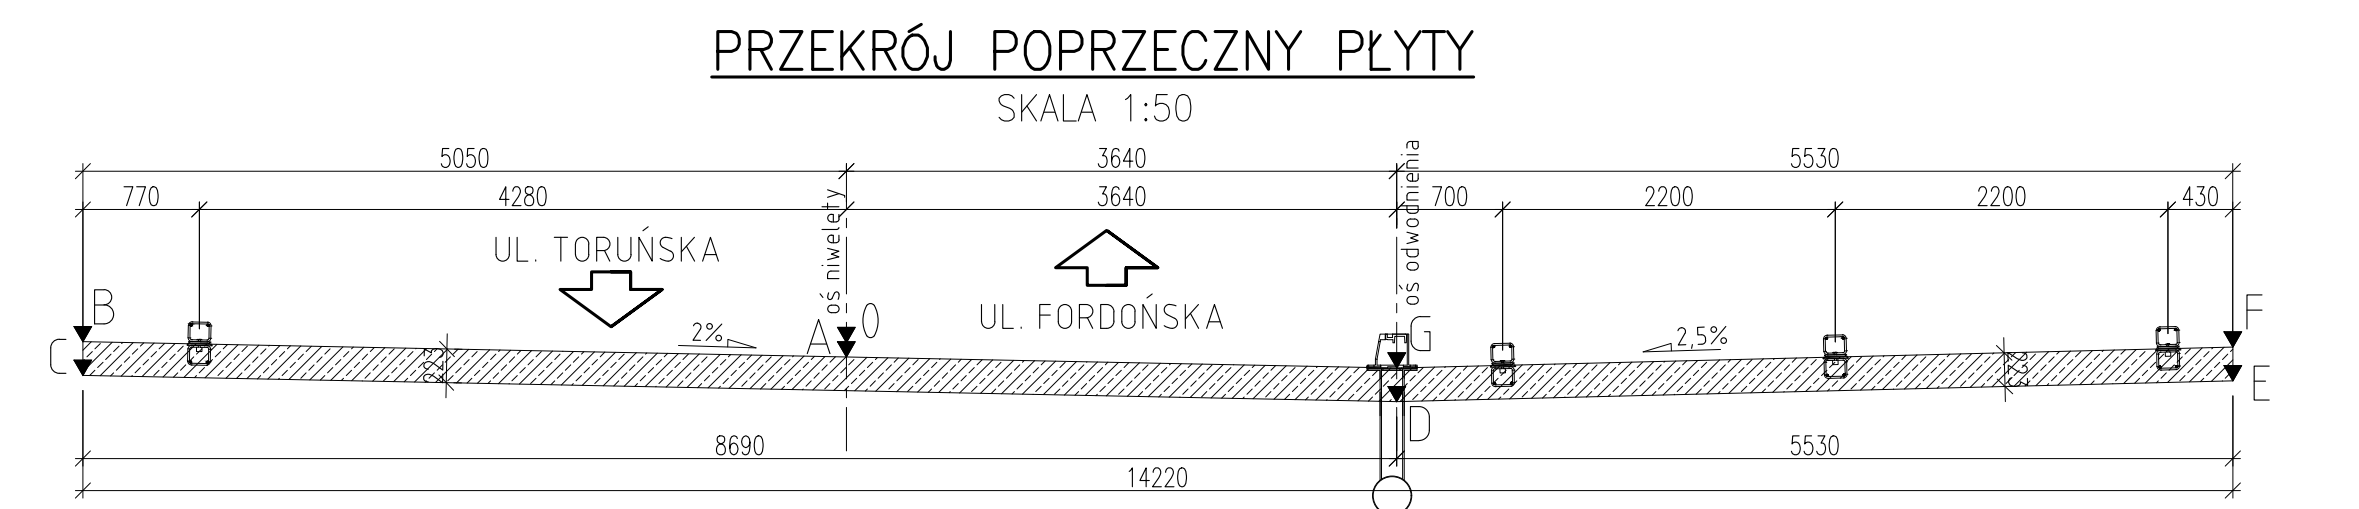 PRZEKRÓJ POPRZECZNY PŁYTY
SKALA 1:50
5050 3640 5530
770 4280 3640 700 2200 2200 430
oś niwelety
oś odwodnienia
UL. TORUŃSKA
UL. FORDOŃSKA
B
C
2%
A
0
G
2,5%
F
223
223
E
D
8690 5530
14220